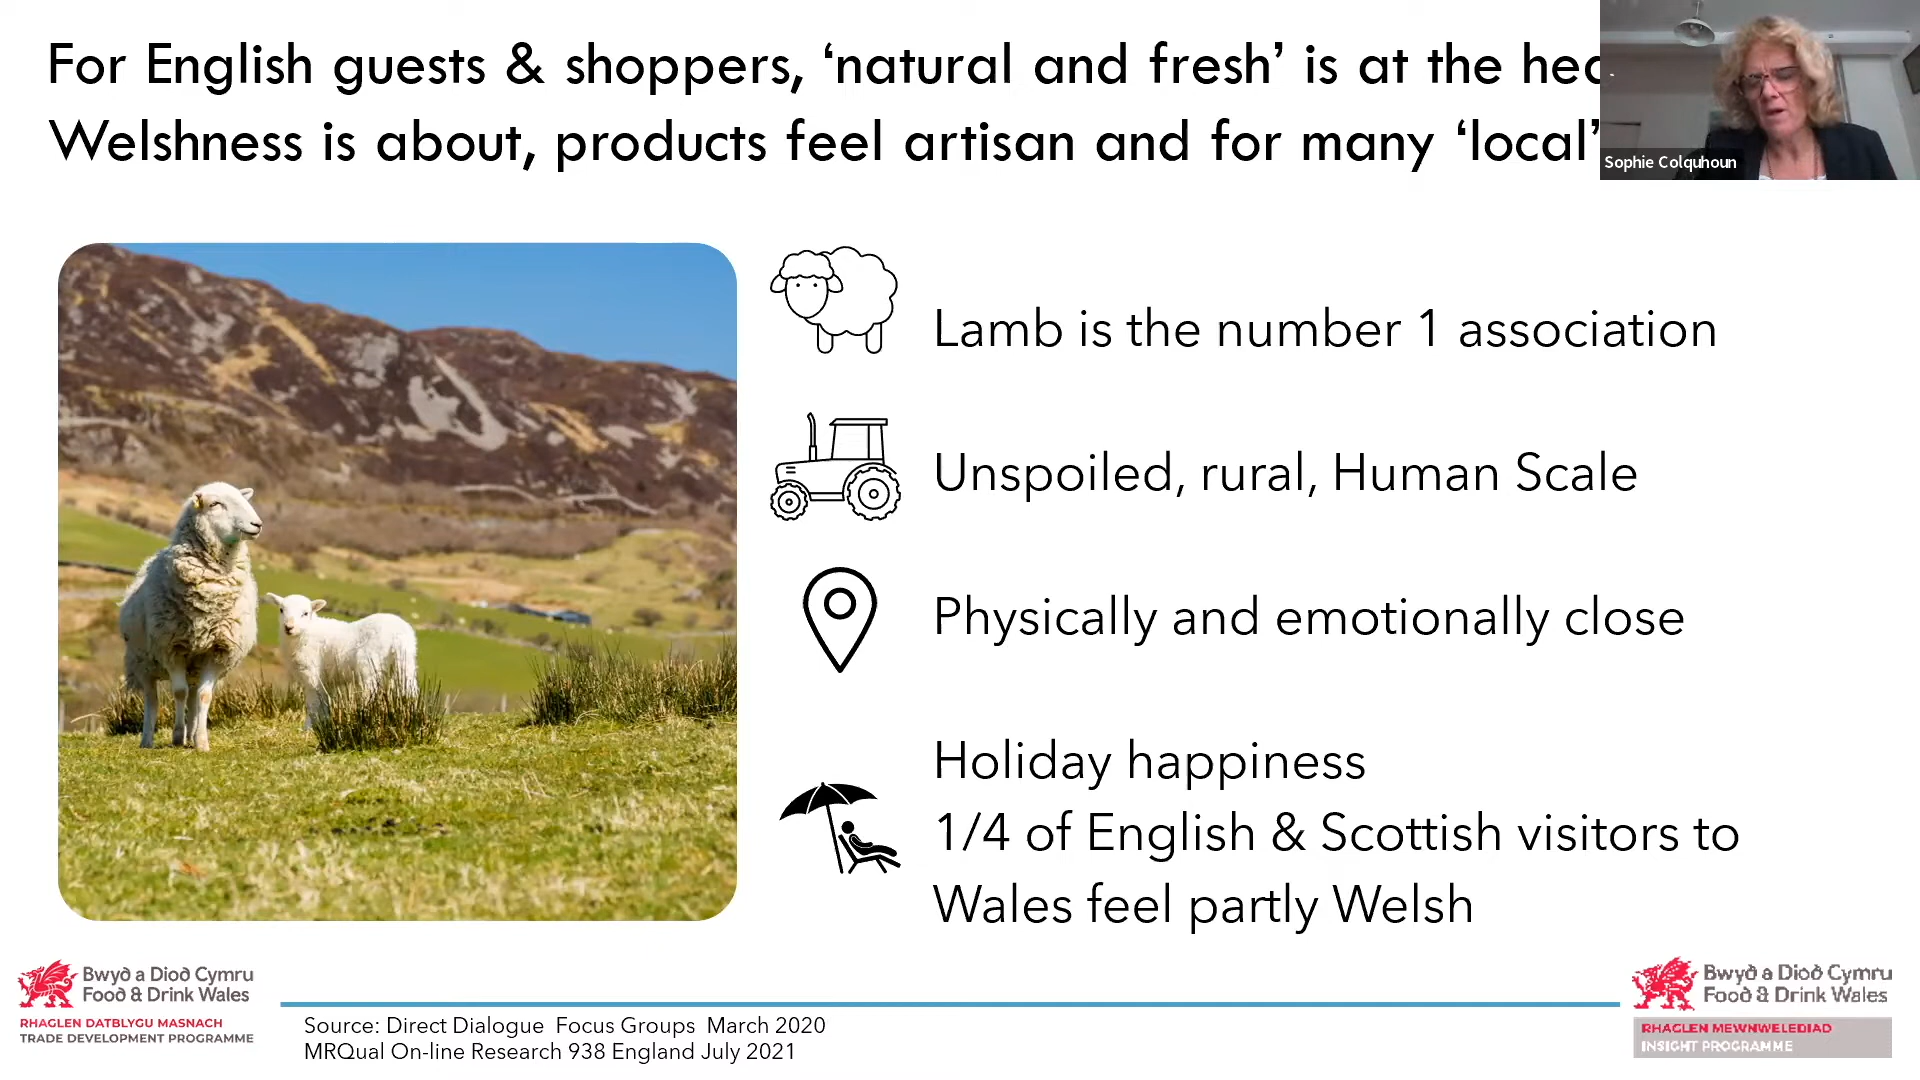 For English guests & shoppers, ‘natural and fresh’ is at the
Welshness is about, products feel artisan and for many ‘local’
Sophie Colquhoun
Lamb is the number 1 association
Unspoiled, rural, Human Scale
Physically and emotionally close
Holiday happiness
1/4 of English & Scottish visitors to
Wales feel partly Welsh
Bwyd a Diod Cymru
Food & Drink Wales
RHAGLEN DATBLYGU MASNACH
TRADE DEVELOPMENT PROGRAMME
Source: Direct Dialogue Focus Groups March 2020
MRQual On-line Research 938 England July 2021
Bwyd a Diod Cymru
Food & Drink Wales
RHAGLEN MEWNWELEDIAD
INSIGHT PROGRAMME